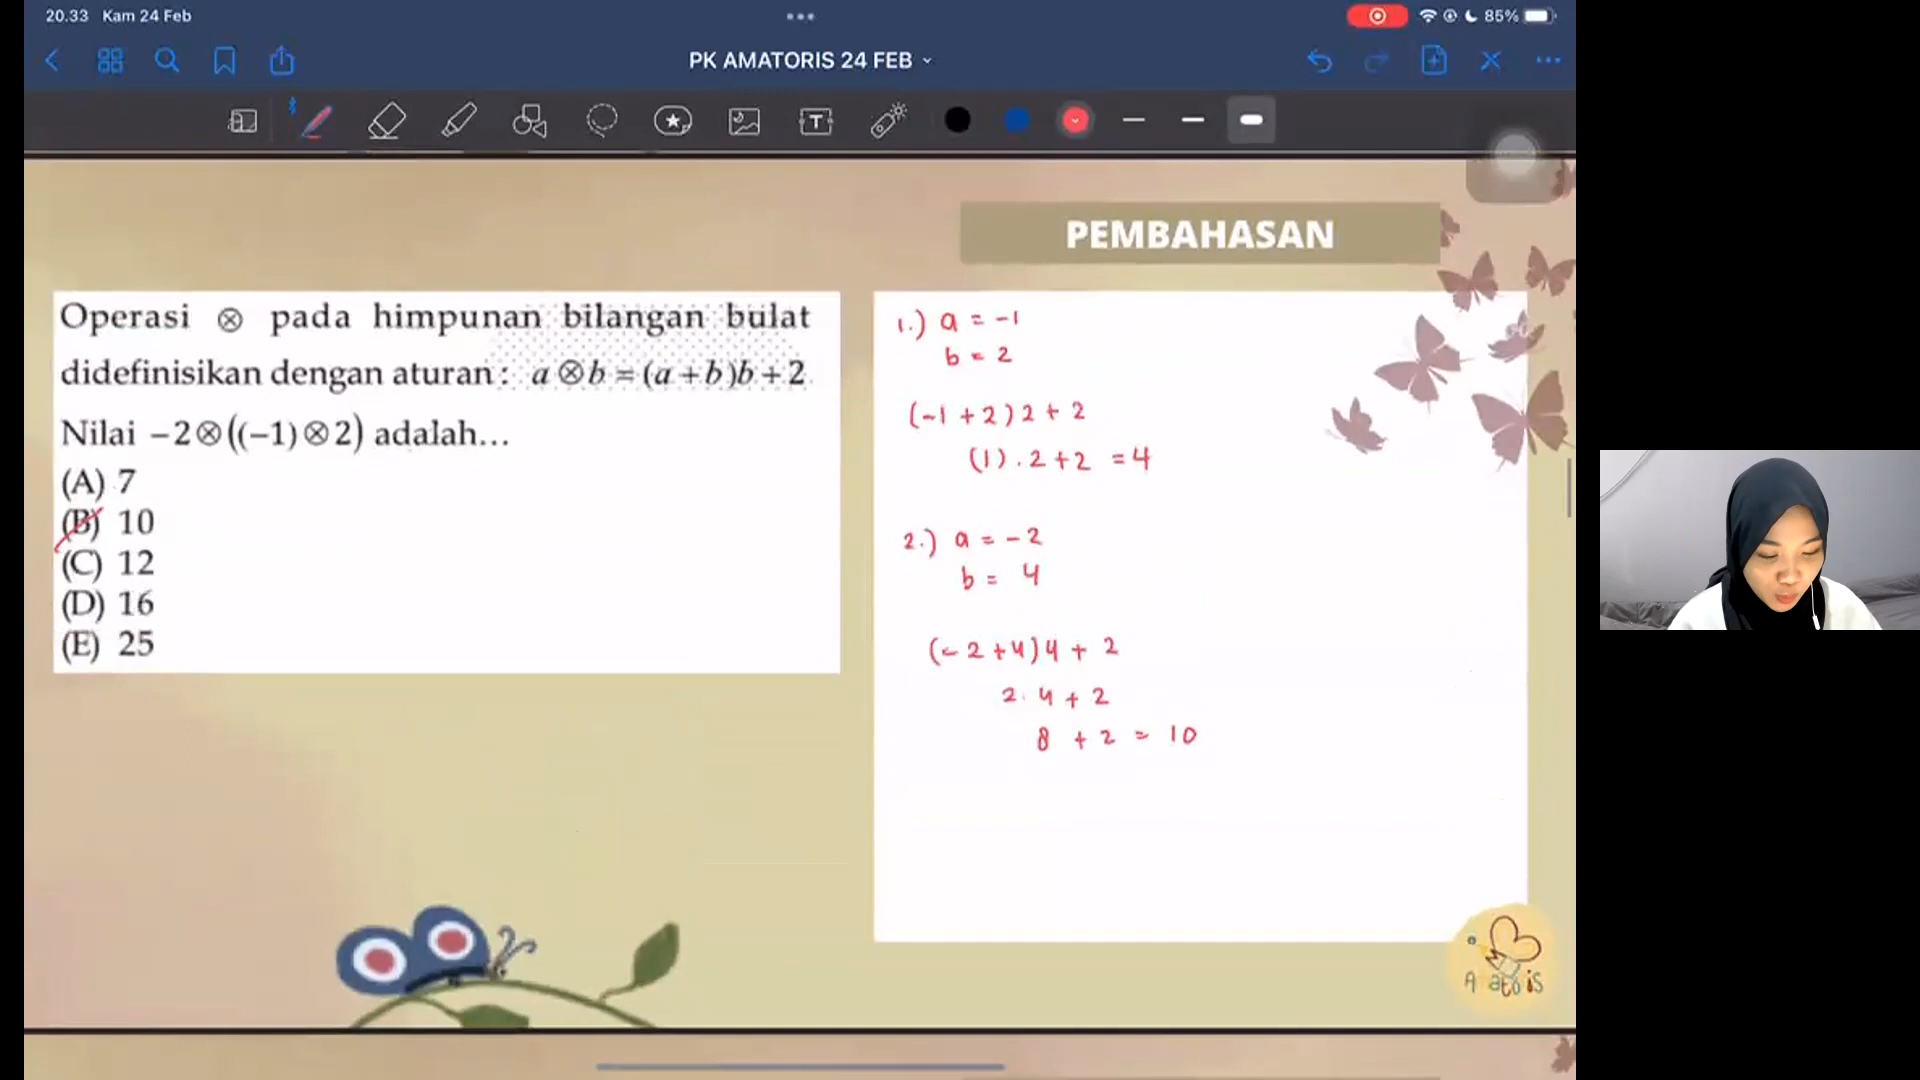 20.33 Kam 24 Feb
85%
PK AMATORIS 24 FEB
T
PEMBAHASAN
Operasi ⊗ pada himpunan bilangan bulat
didefinisikan dengan aturan: a⊗b=(a+b)b+2
Nilai −2⊗((−1)⊗2) adalah...
(A) 7
(B) 10
(C) 12
(D) 16
(E) 25
1.) a = -1
b = 2
(-1 + 2) 2 + 2
(1) . 2 + 2 = 4
2.) a = - 2
b = 4
(- 2 + 4) 4 + 2
2. 4 + 2
8 + 2 = 10